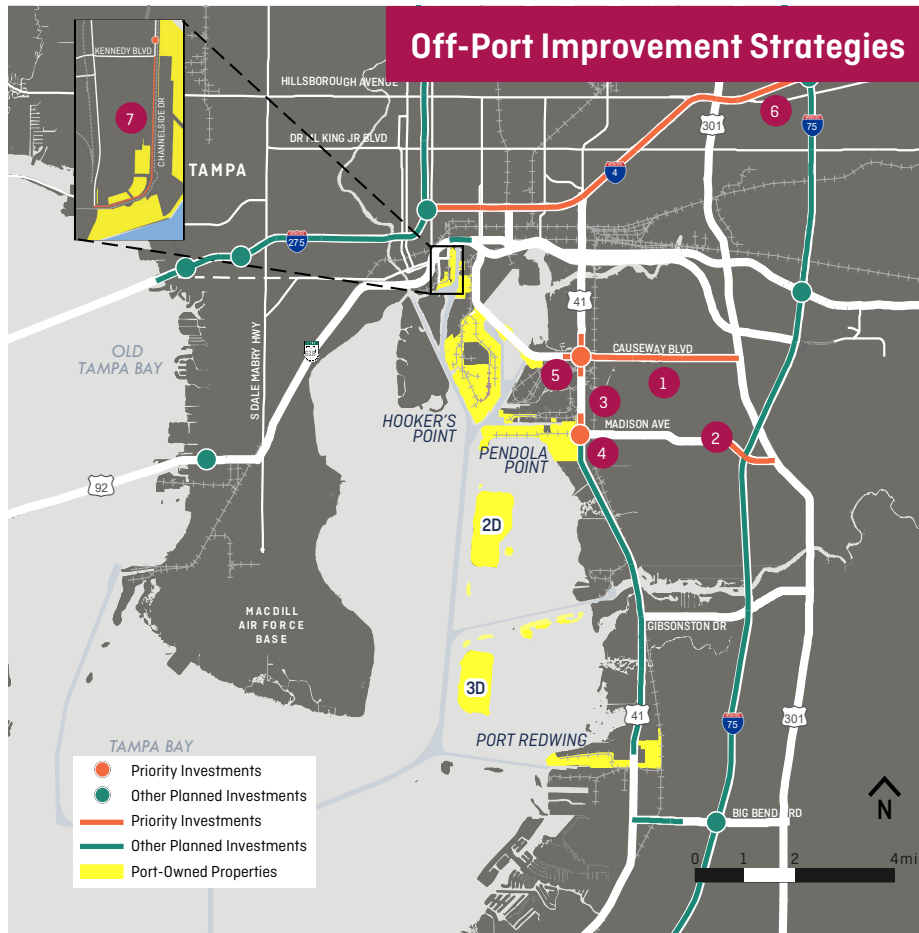 Off-Port Improvement Strategies
KENNEDY BLVD
7
CHANNELSIDE DR
HILLSBOROUGH AVENUE
DR ML KING JR BLVD
TAMPA
301
6
75
4
275
41
OLD
TAMPA BAY
S DALE MABRY HWY
CAUSEWAY BLVD
5
1
3
HOOKER'S
POINT
MADISON AVE
2
PENDOLA
POINT
4
92
2D
MACDILL
AIR FORCE
BASE
GIBSONSTON DR
3D
41
75
301
PORT REDWING
TAMPA BAY
Priority Investments
Other Planned Investments
Priority Investments
Other Planned Investments
Port-Owned Properties
BIG BEND RD
N
0 1 2 4mi